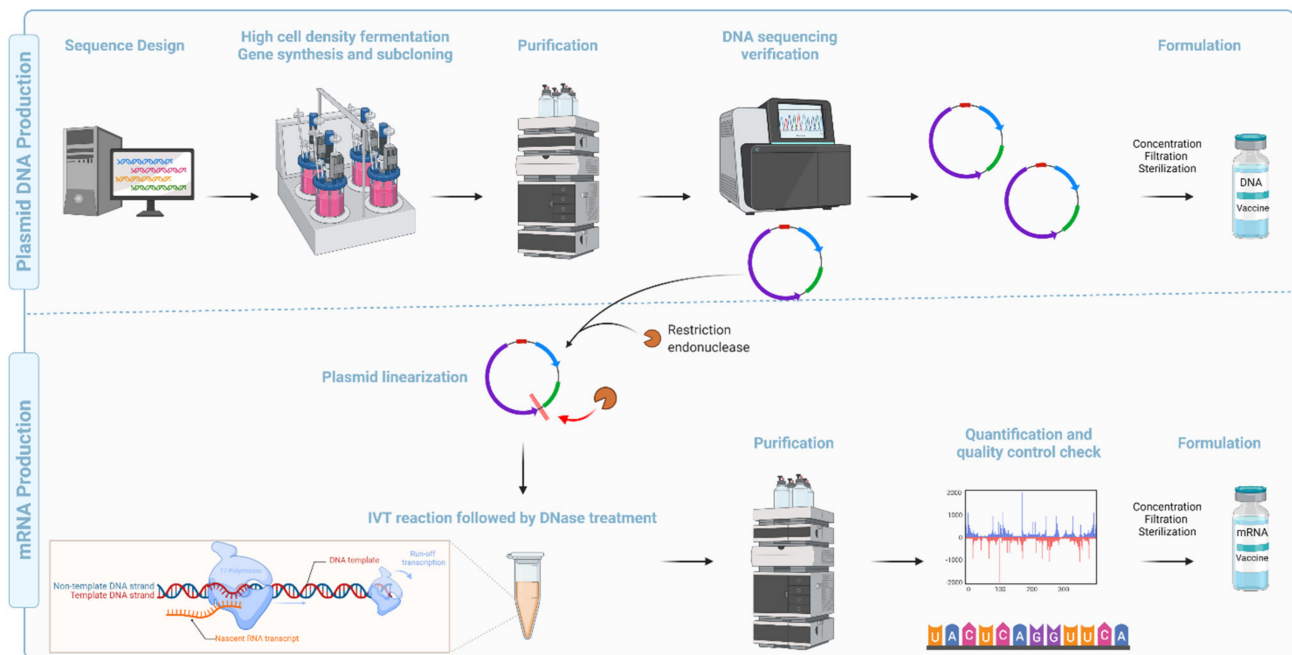 Plasmid DNA Production
Sequence Design
High cell density fermentation
Gene synthesis and subcloning
Purification
DNA sequencing
verification
Formulation
Concentration
Filtration
Sterilization
DNA
Vaccine
mRNA Production
Restriction
endonuclease
Plasmid linearization
IVT reaction followed by DNase treatment
T7 Polymerase
DNA template
Run-off
transcription
Non-template DNA strand
Template DNA strand
Nascent RNA transcript
Purification
Quantification and
quality control check
2000
1000
0
-1000
-2000
0 100 300
U A C U C A G G U U C A
Formulation
Concentration
Filtration
Sterilization
mRNA
Vaccine